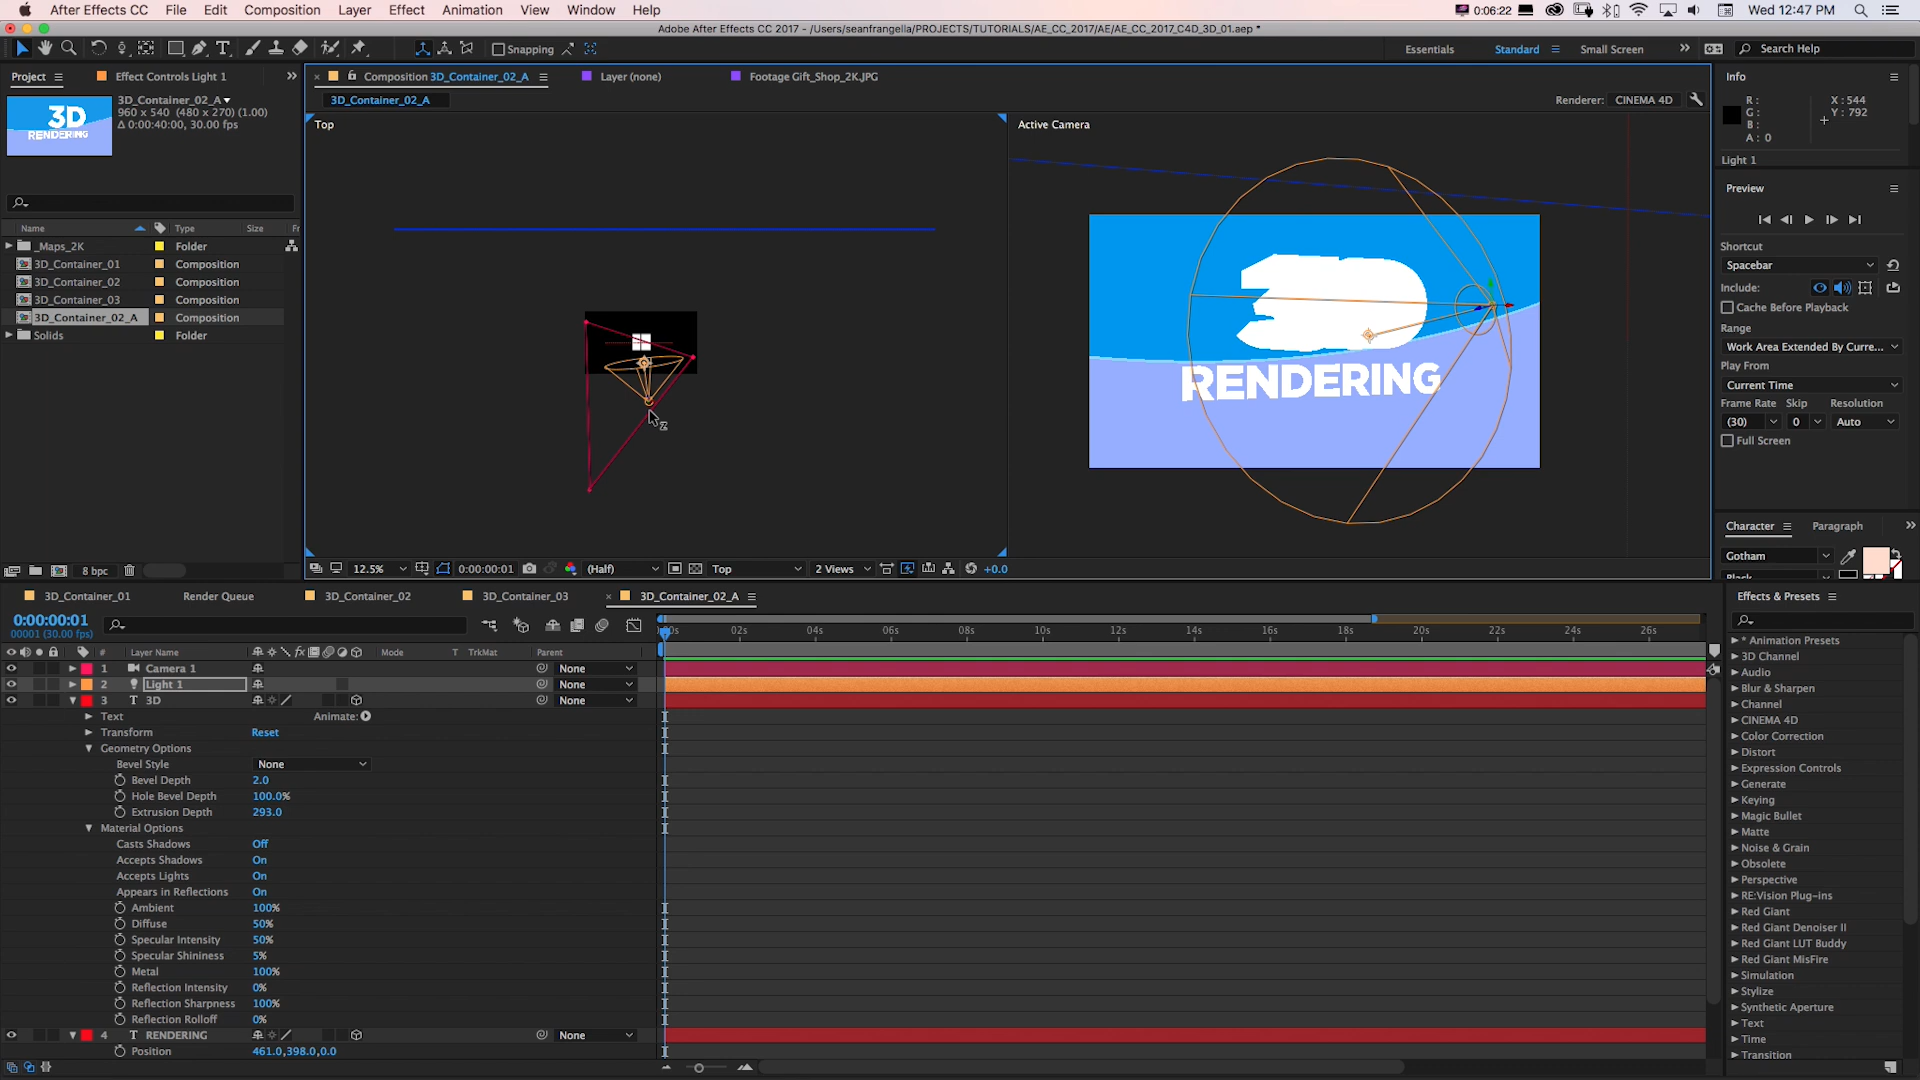 After Effects CC File Edit Composition Layer Effect Animation View Window Help 0:06:22 Wed 12:47 PM
Adobe After Effects CC 2017 - /Users/seanfrangella/PROJECTS/TUTORIALS/AE_CC_2017/AE/AE_CC_2017_C4D_3D_01.aep *
Snapping Essentials Standard Small Screen Search Help
Project Effect Controls Light 1 Composition 3D_Container_02_A Layer (none) Footage Gift_Shop_2K.JPG Info
3D_Container_02_A
960 x 540 (480 x 270) (1.00)
Δ 0:00:40:00, 30.00 fps
3D
RENDERING
3D_Container_02_A Renderer: CINEMA 4D
Top
Active Camera
RENDERING
R:
G:
B:
A: 0
X: 544
Y: 792
Light 1
Preview
Shortcut
Spacebar
Include:
Cache Before Playback
Range
Work Area Extended By Curre...
Play From
Current Time
Frame Rate Skip Resolution
(30) 0 Auto
Full Screen
Character Paragraph
Gotham
Name Type Size Fr
_Maps_2K Folder
3D_Container_01 Composition
3D_Container_02 Composition
3D_Container_03 Composition
3D_Container_02_A Composition
Solids Folder
8 bpc
12.5% 0:00:00:01 (Half) Top 2 Views +0.0
3D_Container_01 Render Queue 3D_Container_02 3D_Container_03 3D_Container_02_A
0:00:00:01
00001 (30.00 fps)
02s 04s 06s 08s 10s 12s 14s 16s 18s 20s 22s 24s 26s
# Layer Name Mode T TrkMat Parent
1 Camera 1 None
2 Light 1 None
3 T 3D None
Text Animate:
Transform Reset
Geometry Options
Bevel Style None
Bevel Depth 2.0
Hole Bevel Depth 100.0%
Extrusion Depth 293.0
Material Options
Casts Shadows Off
Accepts Shadows On
Accepts Lights On
Appears in Reflections On
Ambient 100%
Diffuse 50%
Specular Intensity 50%
Specular Shininess 5%
Metal 100%
Reflection Intensity 0%
Reflection Sharpness 100%
Reflection Rolloff 0%
4 T RENDERING None
Position 461.0,398.0,0.0
Effects & Presets
* Animation Presets
3D Channel
Audio
Blur & Sharpen
Channel
CINEMA 4D
Color Correction
Distort
Expression Controls
Generate
Keying
Magic Bullet
Matte
Noise & Grain
Obsolete
Perspective
RE:Vision Plug-ins
Red Giant
Red Giant Denoiser II
Red Giant LUT Buddy
Red Giant MisFire
Simulation
Stylize
Synthetic Aperture
Text
Time
Transition